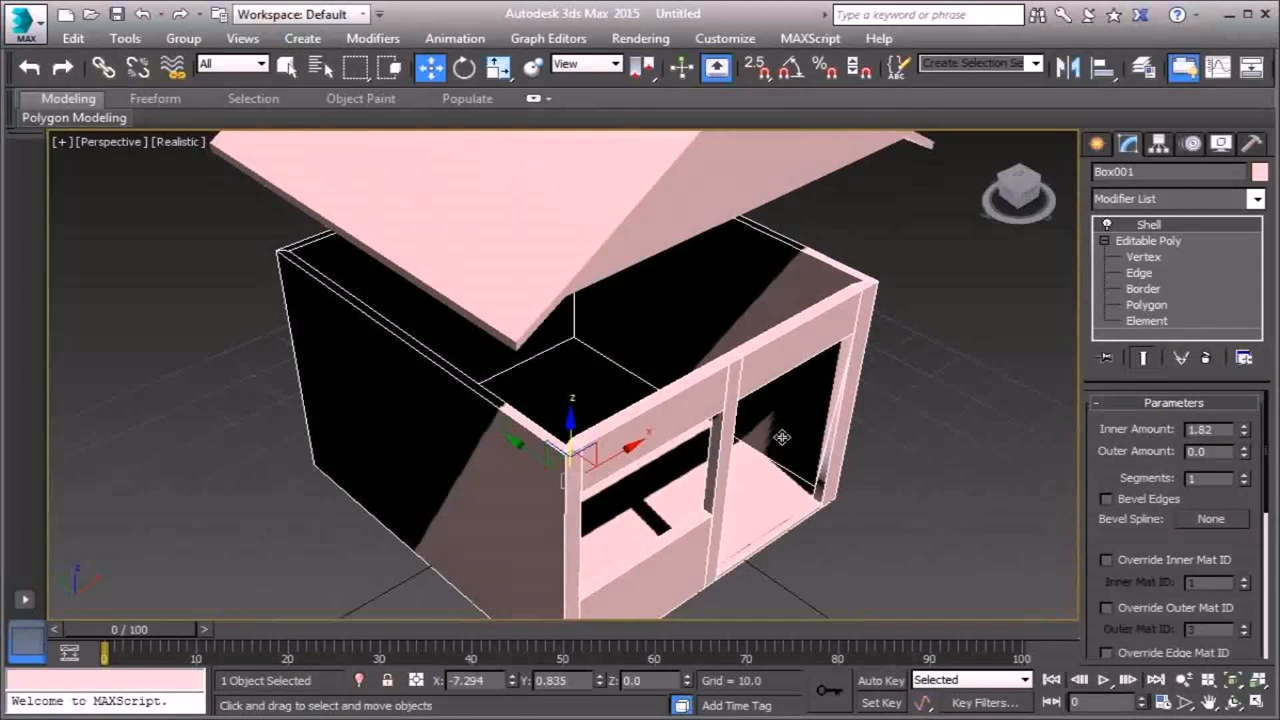 Workspace: Default
Autodesk 3ds Max 2015 Untitled
Type a keyword or phrase
MAX
Edit Tools Group Views Create Modifiers Animation Graph Editors Rendering Customize MAXScript Help
All
View
2.5
Create Selection Se
Modeling Freeform Selection Object Paint Populate
Polygon Modeling
[+] [Perspective] [Realistic]
z
x
z
Box001
Modifier List
Shell
Editable Poly
Vertex
Edge
Border
Polygon
Element
- Parameters
Inner Amount: 1.82
Outer Amount: 0.0
Segments: 1
Bevel Edges
Bevel Spline: None
Override Inner Mat ID
Inner Mat ID: 1
Override Outer Mat ID
Outer Mat ID: 3
Override Edge Mat ID
< 0 / 100 >
0 10 20 30 40 50 60 70 80 90 100
1 Object Selected X: -7.294 Y: 0.835 Z: 0.0 Grid = 10.0 Auto Key Selected
Welcome to MAXScript. Click and drag to select and move objects Add Time Tag Set Key Key Filters... 0